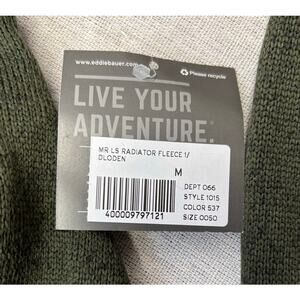 www.eddiebauer.com
Please recycle
LIVE YOUR
ADVENTURE.
MR LS RADIATOR FLEECE 1/
DLODEN
M
DEPT 066
STYLE 1015
COLOR 537
SIZE 0050
400009797121